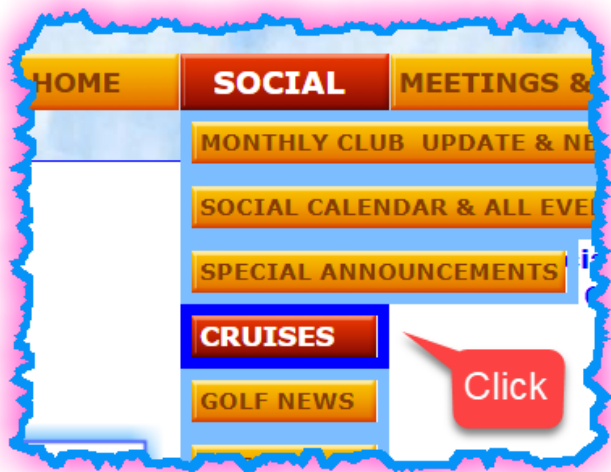 HOME SOCIAL MEETINGS &
MONTHLY CLUB UPDATE & NE
SOCIAL CALENDAR & ALL EVE
SPECIAL ANNOUNCEMENTS
CRUISES
Click
GOLF NEWS